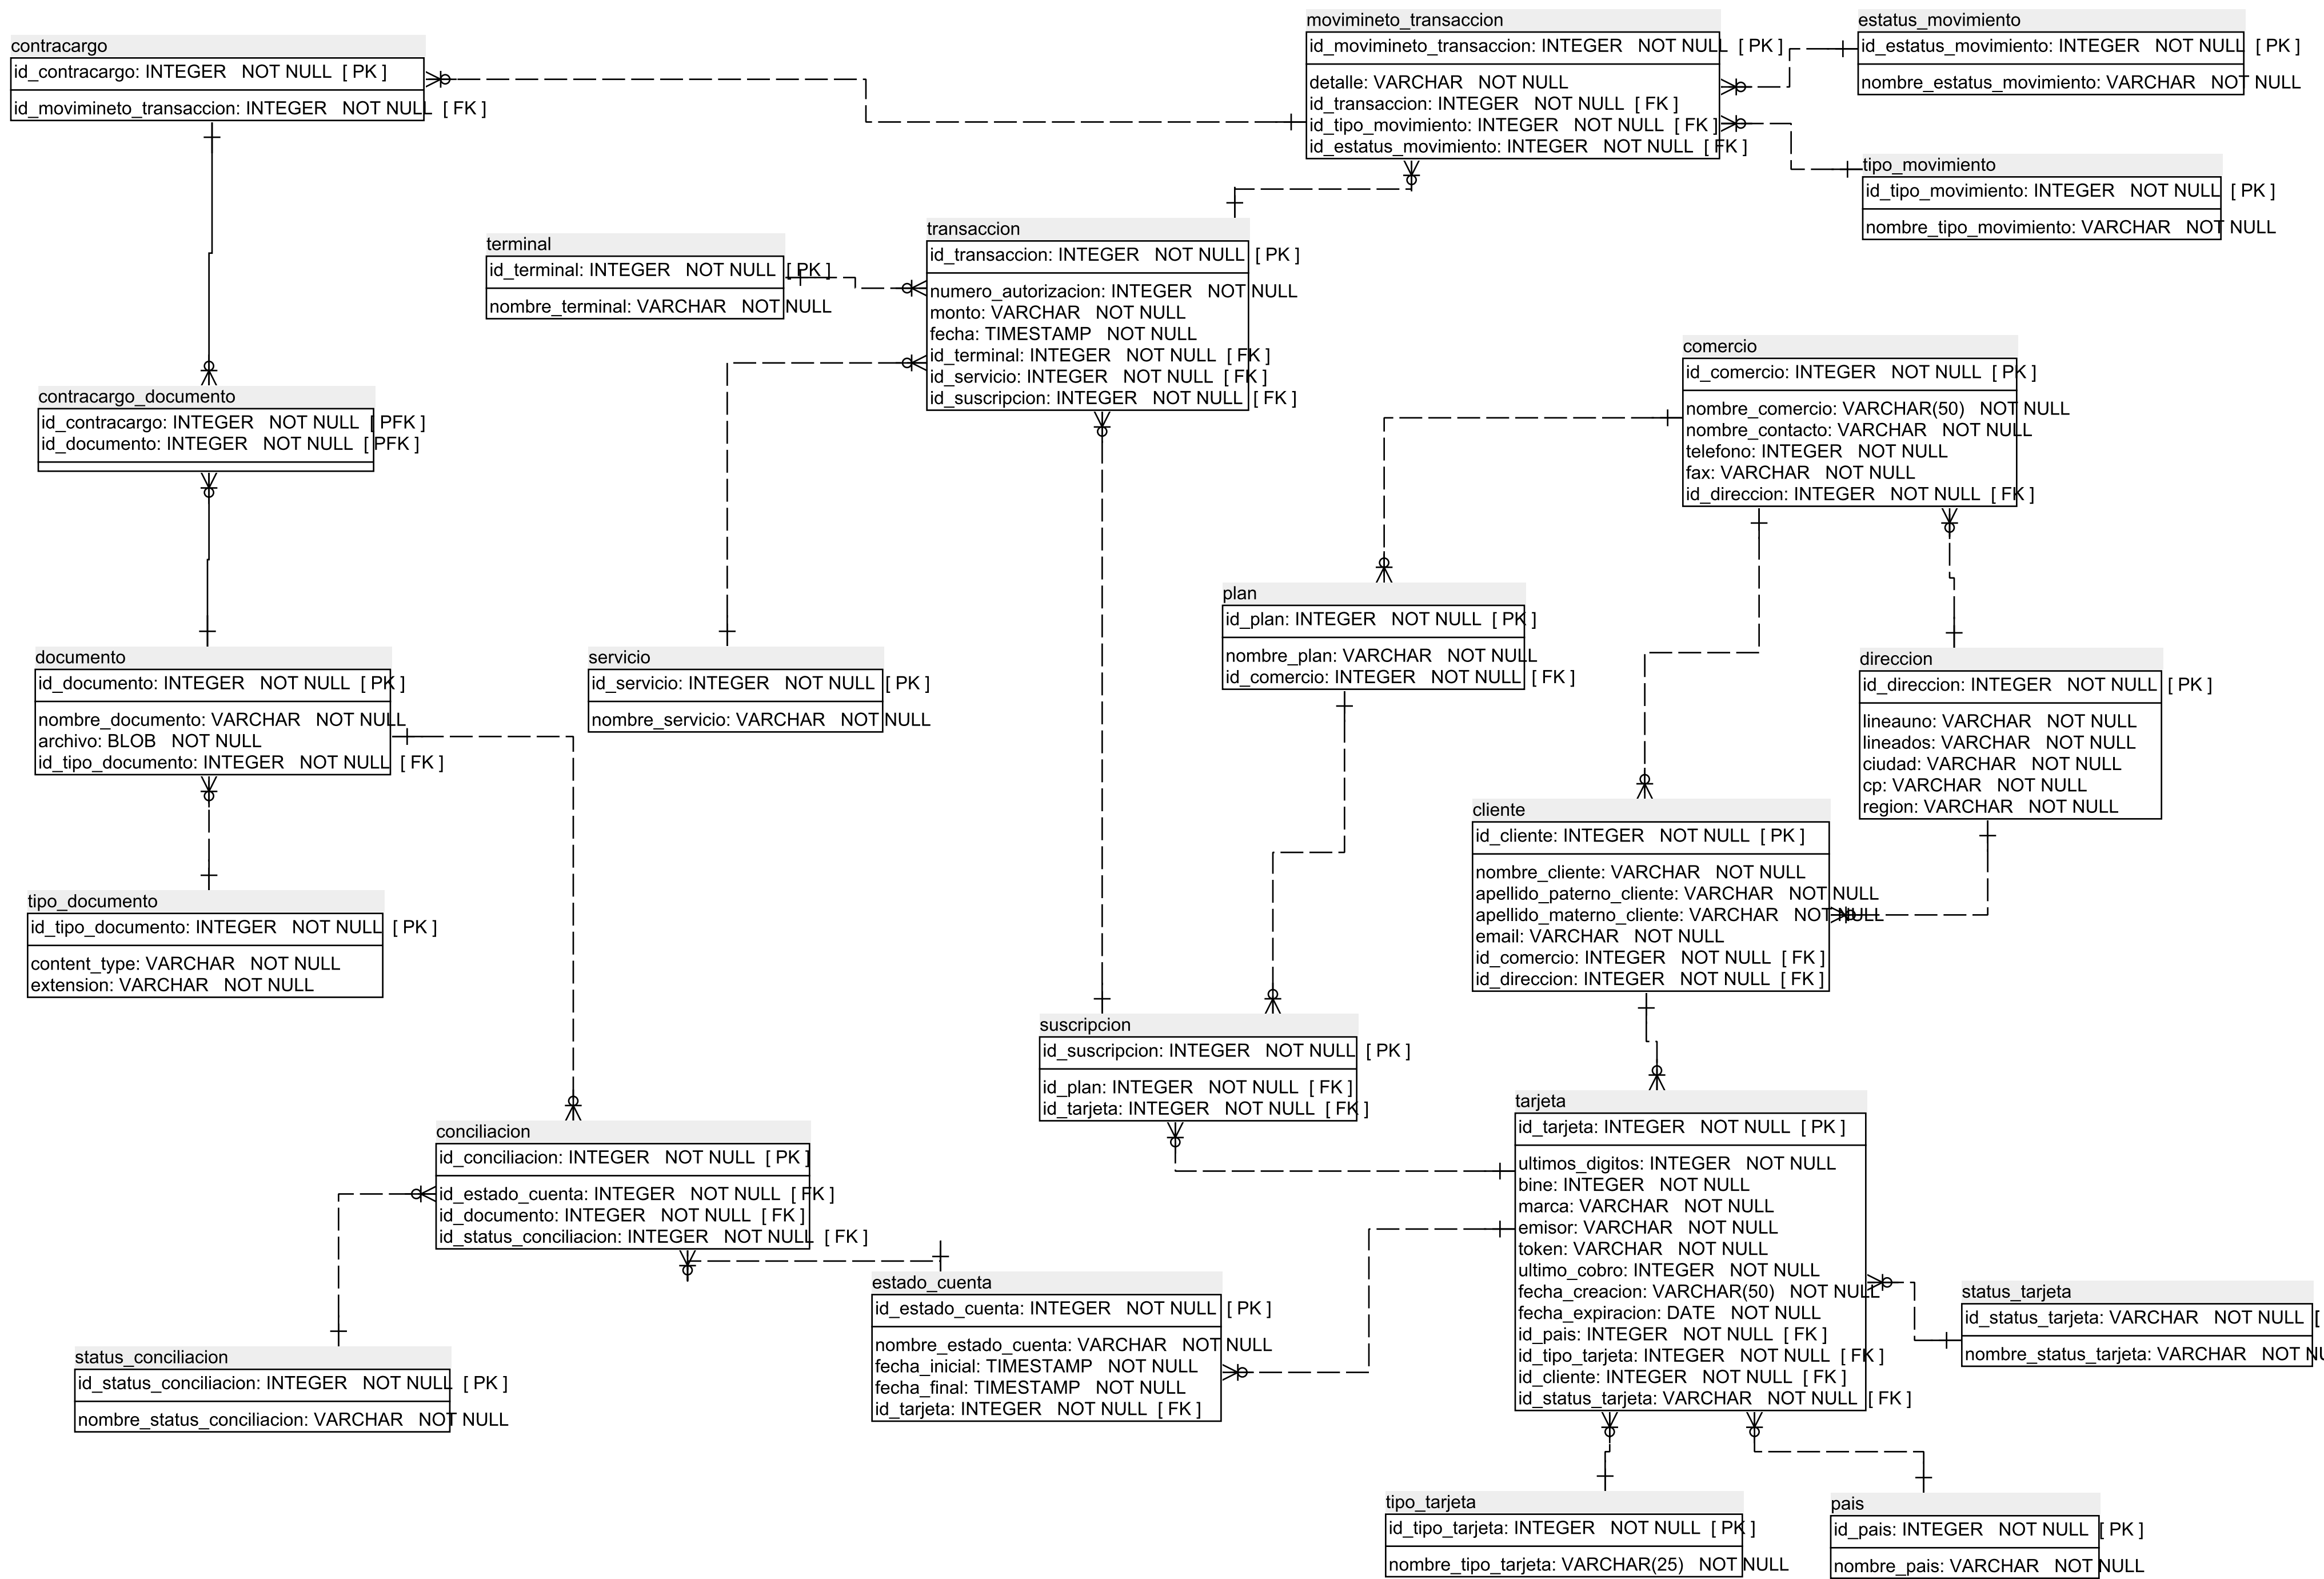 contracargo
id_contracargo: INTEGER NOT NULL [ PK ]
id_movimineto_transaccion: INTEGER NOT NULL [ FK ]
movimineto_transaccion
id_movimineto_transaccion: INTEGER NOT NULL [ PK ]
detalle: VARCHAR NOT NULL
id_transaccion: INTEGER NOT NULL [ FK ]
id_tipo_movimiento: INTEGER NOT NULL [ FK ]
id_estatus_movimiento: INTEGER NOT NULL [ FK ]
estatus_movimiento
id_estatus_movimiento: INTEGER NOT NULL [ PK ]
nombre_estatus_movimiento: VARCHAR NOT NULL
tipo_movimiento
id_tipo_movimiento: INTEGER NOT NULL [ PK ]
nombre_tipo_movimiento: VARCHAR NOT NULL
terminal
id_terminal: INTEGER NOT NULL [ PK ]
nombre_terminal: VARCHAR NOT NULL
transaccion
id_transaccion: INTEGER NOT NULL [ PK ]
numero_autorizacion: INTEGER NOT NULL
monto: VARCHAR NOT NULL
fecha: TIMESTAMP NOT NULL
id_terminal: INTEGER NOT NULL [ FK ]
id_servicio: INTEGER NOT NULL [ FK ]
id_suscripcion: INTEGER NOT NULL [ FK ]
comercio
id_comercio: INTEGER NOT NULL [ PK ]
nombre_comercio: VARCHAR(50) NOT NULL
nombre_contacto: VARCHAR NOT NULL
telefono: INTEGER NOT NULL
fax: VARCHAR NOT NULL
id_direccion: INTEGER NOT NULL [ FK ]
contracargo_documento
id_contracargo: INTEGER NOT NULL [ PFK ]
id_documento: INTEGER NOT NULL [ PFK ]
plan
id_plan: INTEGER NOT NULL [ PK ]
nombre_plan: VARCHAR NOT NULL
id_comercio: INTEGER NOT NULL [ FK ]
documento
id_documento: INTEGER NOT NULL [ PK ]
nombre_documento: VARCHAR NOT NULL
archivo: BLOB NOT NULL
id_tipo_documento: INTEGER NOT NULL [ FK ]
servicio
id_servicio: INTEGER NOT NULL [ PK ]
nombre_servicio: VARCHAR NOT NULL
direccion
id_direccion: INTEGER NOT NULL [ PK ]
lineauno: VARCHAR NOT NULL
lineados: VARCHAR NOT NULL
ciudad: VARCHAR NOT NULL
cp: VARCHAR NOT NULL
region: VARCHAR NOT NULL
cliente
id_cliente: INTEGER NOT NULL [ PK ]
nombre_cliente: VARCHAR NOT NULL
apellido_paterno_cliente: VARCHAR NOT NULL
apellido_materno_cliente: VARCHAR NOT NULL
email: VARCHAR NOT NULL
id_comercio: INTEGER NOT NULL [ FK ]
id_direccion: INTEGER NOT NULL [ FK ]
tipo_documento
id_tipo_documento: INTEGER NOT NULL [ PK ]
content_type: VARCHAR NOT NULL
extension: VARCHAR NOT NULL
suscripcion
id_suscripcion: INTEGER NOT NULL [ PK ]
id_plan: INTEGER NOT NULL [ FK ]
id_tarjeta: INTEGER NOT NULL [ FK ]
conciliacion
id_conciliacion: INTEGER NOT NULL [ PK ]
id_estado_cuenta: INTEGER NOT NULL [ FK ]
id_documento: INTEGER NOT NULL [ FK ]
id_status_conciliacion: INTEGER NOT NULL [ FK ]
tarjeta
id_tarjeta: INTEGER NOT NULL [ PK ]
ultimos_digitos: INTEGER NOT NULL
bine: INTEGER NOT NULL
marca: VARCHAR NOT NULL
emisor: VARCHAR NOT NULL
token: VARCHAR NOT NULL
ultimo_cobro: INTEGER NOT NULL
fecha_creacion: VARCHAR(50) NOT NULL
fecha_expiracion: DATE NOT NULL
id_pais: INTEGER NOT NULL [ FK ]
id_tipo_tarjeta: INTEGER NOT NULL [ FK ]
id_cliente: INTEGER NOT NULL [ FK ]
id_status_tarjeta: VARCHAR NOT NULL [ FK ]
estado_cuenta
id_estado_cuenta: INTEGER NOT NULL [ PK ]
nombre_estado_cuenta: VARCHAR NOT NULL
fecha_inicial: TIMESTAMP NOT NULL
fecha_final: TIMESTAMP NOT NULL
id_tarjeta: INTEGER NOT NULL [ FK ]
status_tarjeta
id_status_tarjeta: VARCHAR NOT NULL [
nombre_status_tarjeta: VARCHAR NOT NU
status_conciliacion
id_status_conciliacion: INTEGER NOT NULL [ PK ]
nombre_status_conciliacion: VARCHAR NOT NULL
tipo_tarjeta
id_tipo_tarjeta: INTEGER NOT NULL [ PK ]
nombre_tipo_tarjeta: VARCHAR(25) NOT NULL
pais
id_pais: INTEGER NOT NULL [ PK ]
nombre_pais: VARCHAR NOT NULL